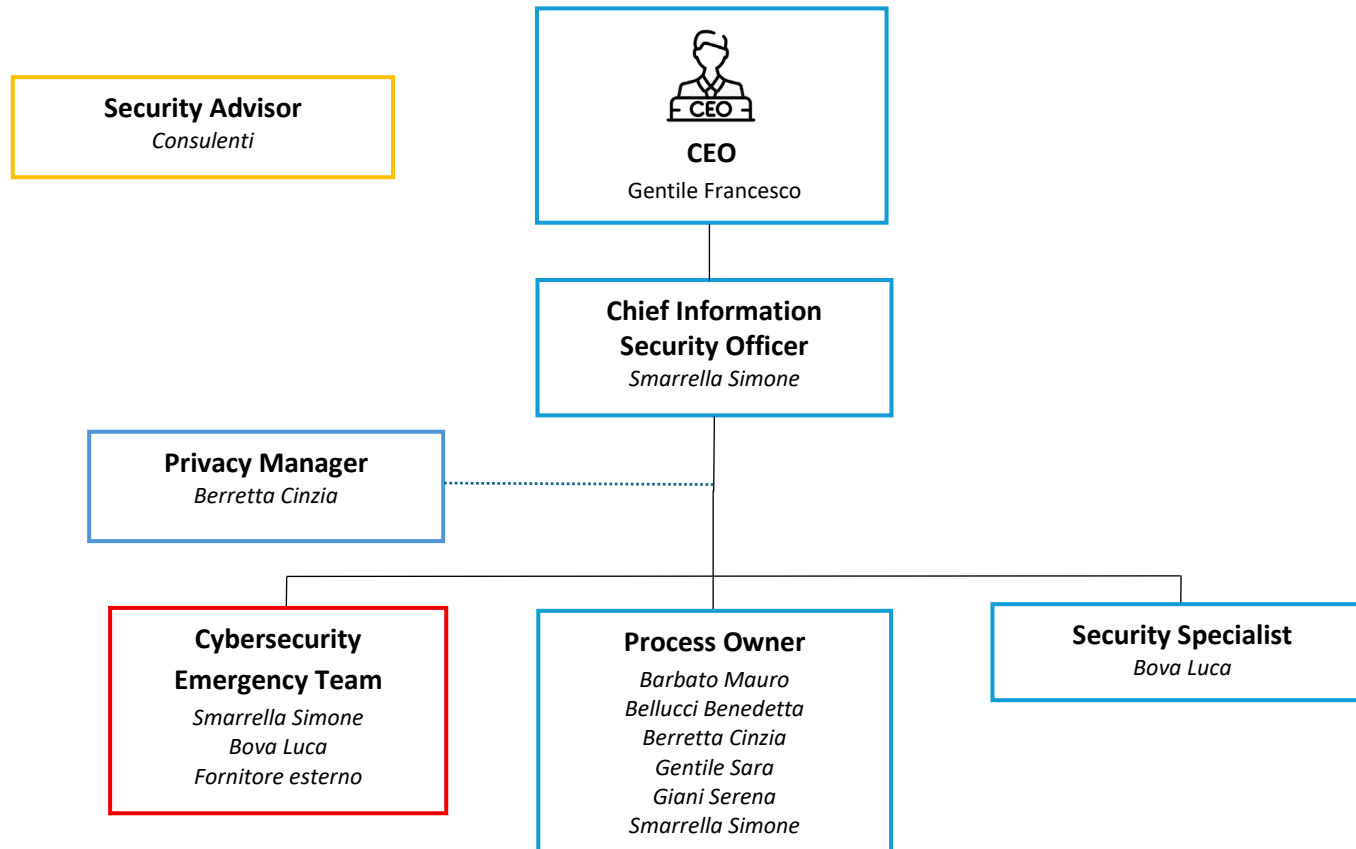 CEO
CEO
Gentile Francesco
Security Advisor
Consulenti
Chief Information
Security Officer
Smarrella Simone
Privacy Manager
Berretta Cinzia
Cybersecurity
Emergency Team
Smarrella Simone
Bova Luca
Fornitore esterno
Process Owner
Barbato Mauro
Bellucci Benedetta
Berretta Cinzia
Gentile Sara
Giani Serena
Smarrella Simone
Security Specialist
Bova Luca